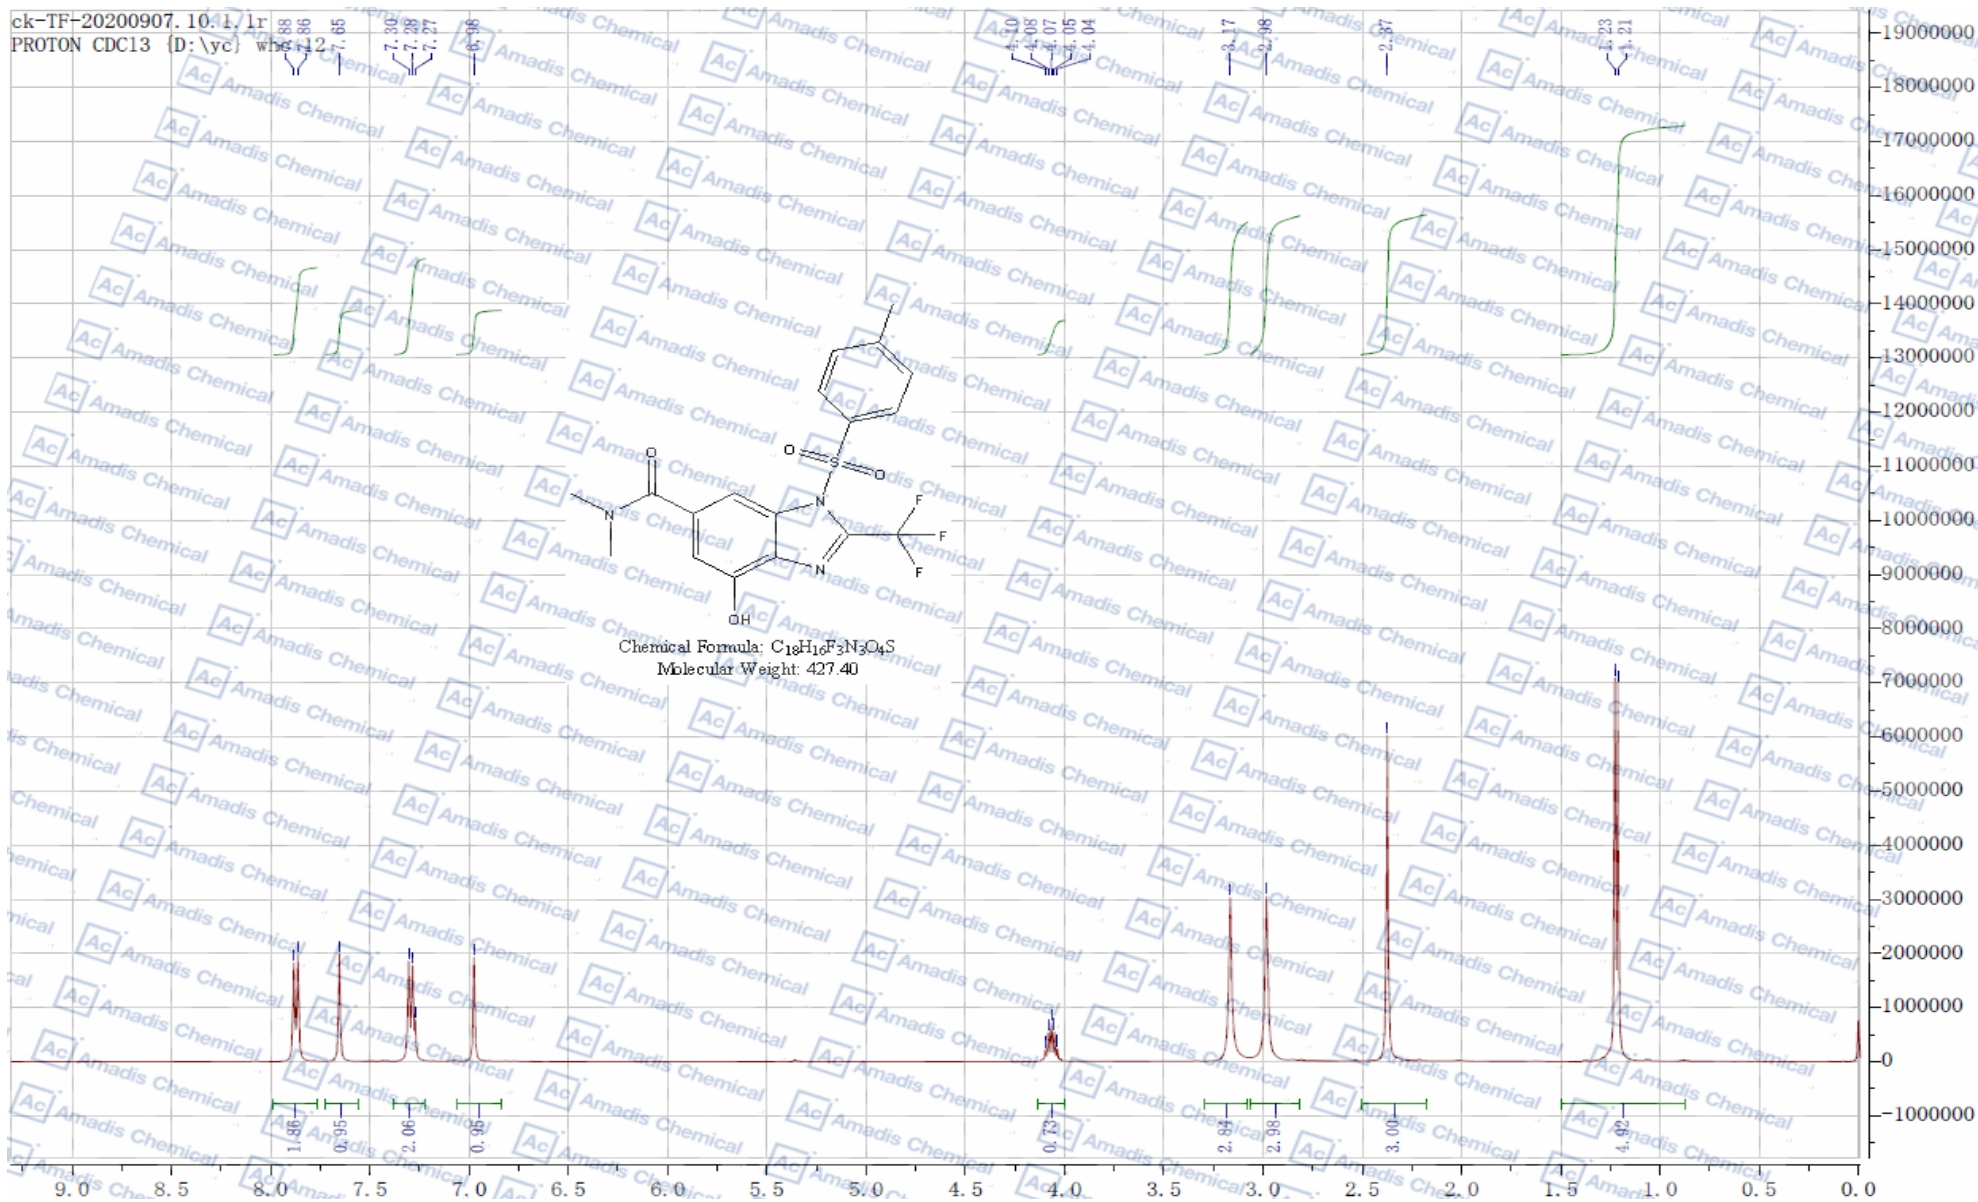 ck-TF-20200907.10.1.1r
PROTON CDCl3 {D:\yc}
7.88 7.86 7.65 7.30 7.28 7.27 6.98 4.10 4.08 4.07 4.05 4.04 3.17 2.98 2.37 1.23 1.21
19000000
18000000
17000000
16000000
15000000
14000000
13000000
12000000
11000000
10000000
9000000
8000000
7000000
6000000
5000000
4000000
3000000
2000000
1000000
0
-1000000
O
O
S
O
N
N
F
F
F
N
OH
Chemical Formula: C18H16F3N3O4S
Molecular Weight: 427.40
1.86 0.95 2.06 0.95 0.73 2.84 2.98 3.00 4.92
9.0 8.5 8.0 7.5 7.0 6.5 6.0 5.5 5.0 4.5 4.0 3.5 3.0 2.5 2.0 1.5 1.0 0.5 0.0
Ac Amadis Chemical